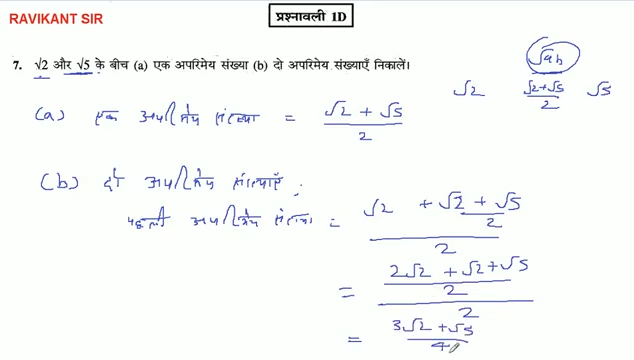 RAVIKANT SIR
प्रश्नावली 1D
7. √2 और √5 के बीच (a) एक अपरिमेय संख्या (b) दो अपरिमेय संख्याएँ निकालें।
√ab
√2 (√2 + √5)/2 √5
(a) एक अपरिमेय संख्या = (√2 + √5)/2
(b) दो अपरिमेय संख्याएँ :
पहली अपरिमेय संख्या = (√2 + (√2 + √5)/2)/2
= ((2√2 + √2 + √5)/2)/2
= (3√2 + √5)/4